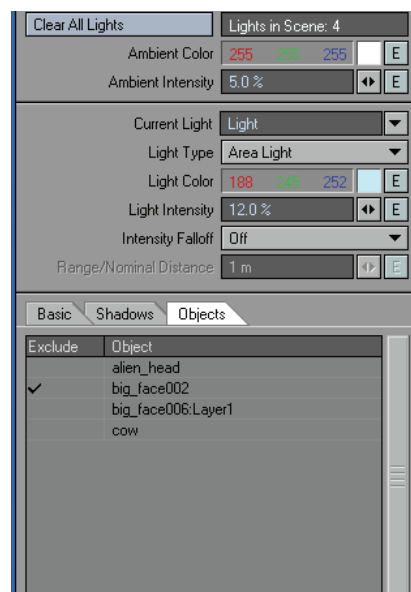 Clear All Lights Lights in Scene: 4
Ambient Color 255 255 255 E
Ambient Intensity 5.0 % E
Current Light Light
Light Type Area Light
Light Color 188 245 252 E
Light Intensity 12.0 % E
Intensity Falloff Off
Range/Nominal Distance 1 m E
Basic Shadows Objects
Exclude Object
alien_head
big_face002
big_face006:Layer1
cow